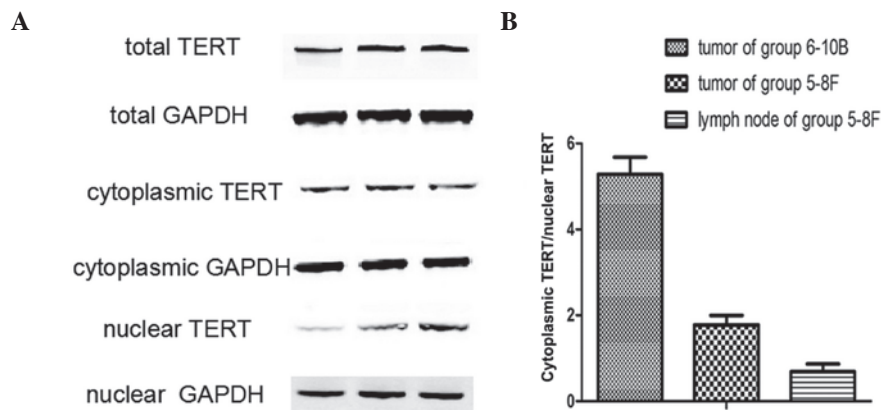 A
total TERT
total GAPDH
cytoplasmic TERT
cytoplasmic GAPDH
nuclear TERT
nuclear GAPDH
B
tumor of group 6-10B
tumor of group 5-8F
lymph node of group 5-8F
Cytoplasmic TERT/nuclear TERT
6
4
2
0